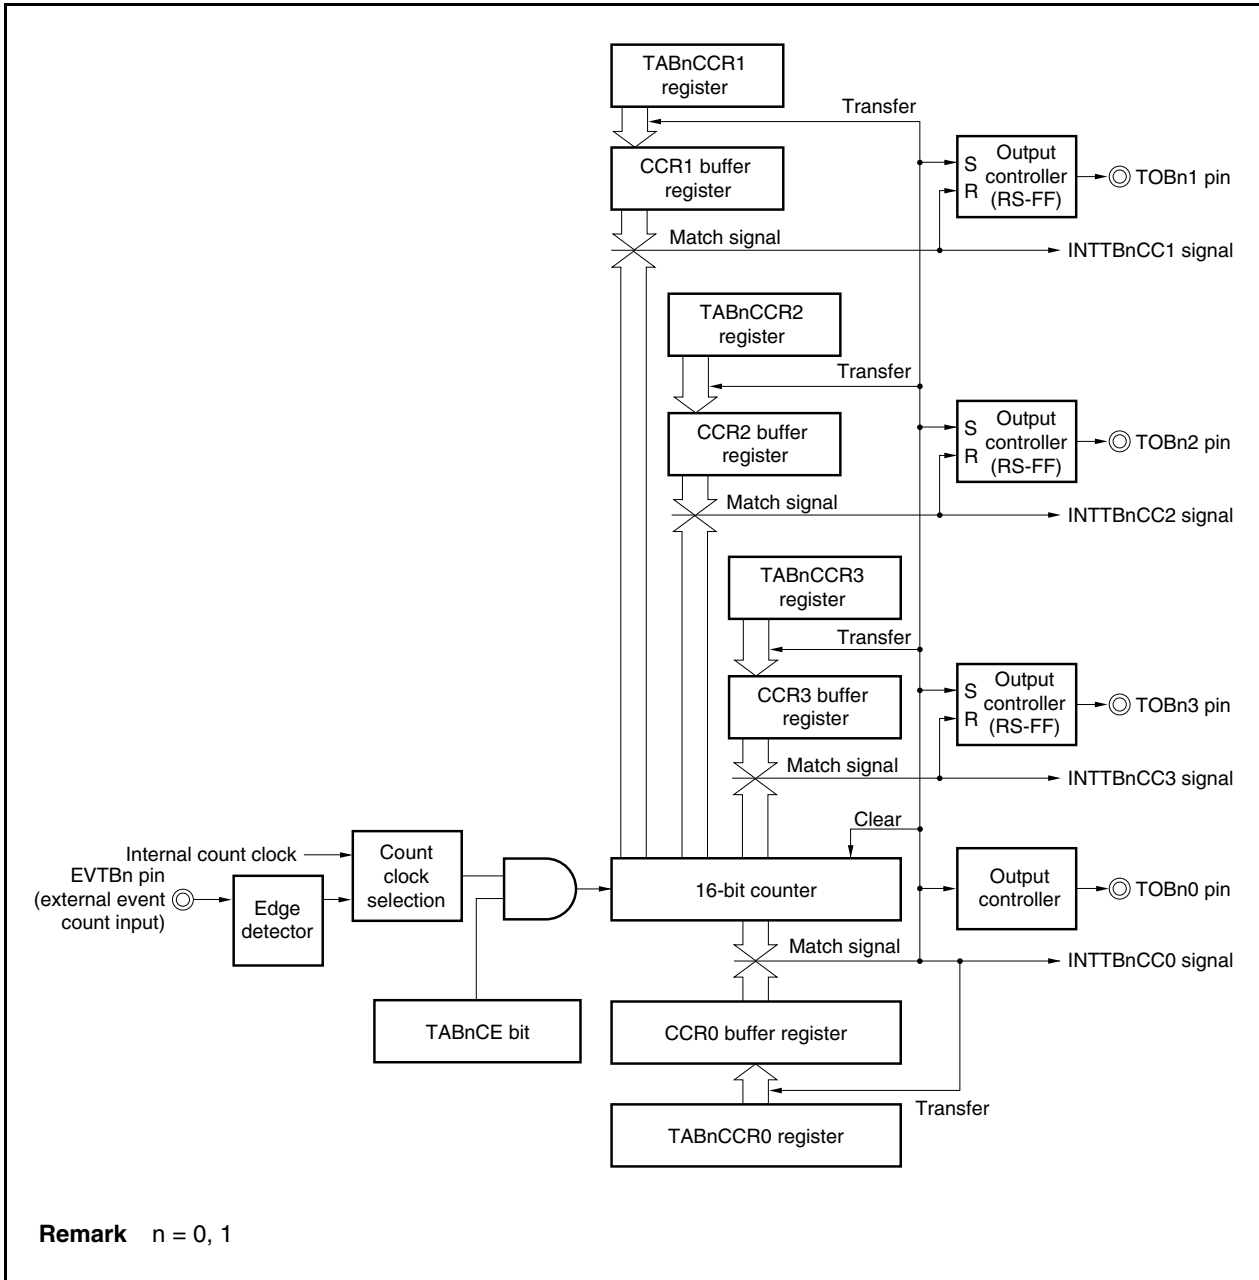 TABnCCR1
register
Transfer
CCR1 buffer
register
S
R
Output
controller
(RS-FF)
TOBn1 pin
Match signal
INTTBnCC1 signal
TABnCCR2
register
Transfer
CCR2 buffer
register
S
R
Output
controller
(RS-FF)
TOBn2 pin
Match signal
INTTBnCC2 signal
TABnCCR3
register
Transfer
CCR3 buffer
register
S
R
Output
controller
(RS-FF)
TOBn3 pin
Match signal
INTTBnCC3 signal
Clear
Internal count clock
EVTBn pin
(external event
count input)
Edge
detector
Count
clock
selection
16-bit counter
Output
controller
TOBn0 pin
Match signal
INTTBnCC0 signal
TABnCE bit
CCR0 buffer register
Transfer
TABnCCR0 register
Remark n = 0, 1